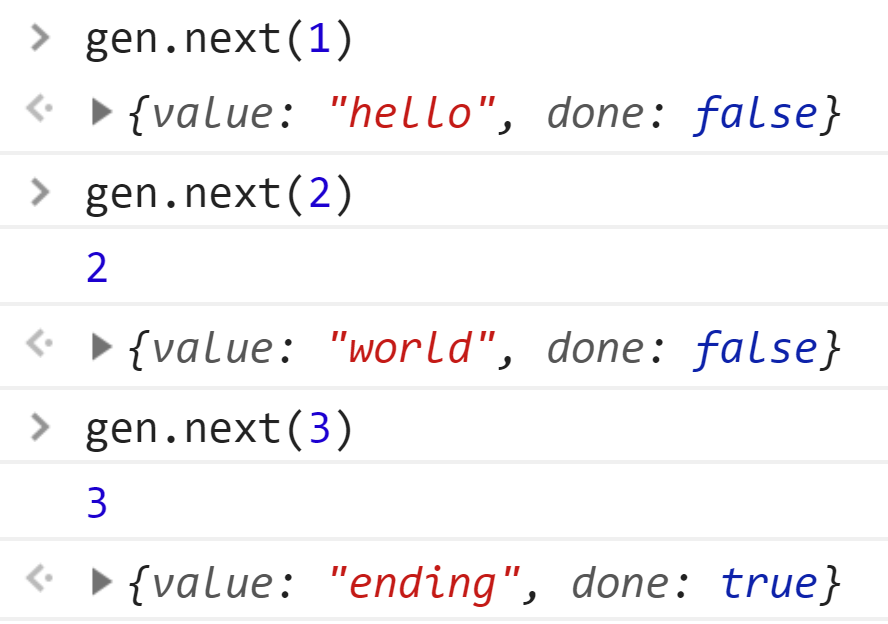 gen.next(1)
{value: "hello", done: false}
gen.next(2)
2
{value: "world", done: false}
gen.next(3)
3
{value: "ending", done: true}